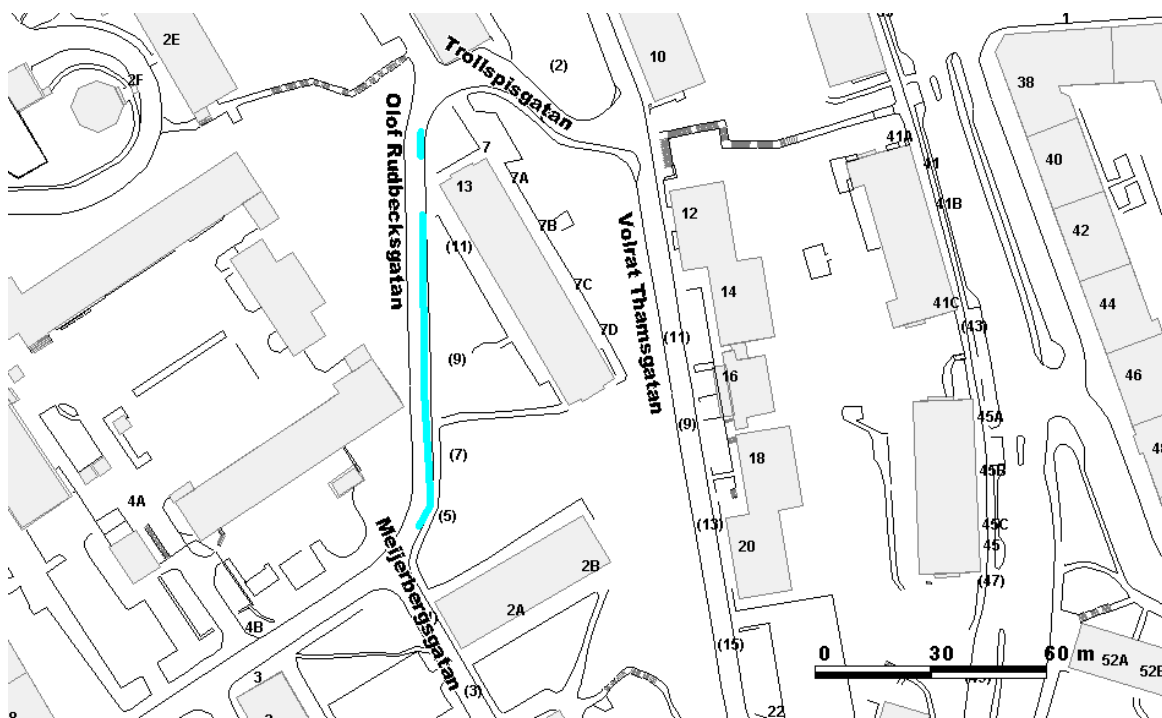 1
2E
10
(2)
Trollspisgatan
38
2F
Olof Rudbecksgatan
41A
7
41
40
7A
13
41B
12
7B
42
(11)
Volrat Thamsgatan
7C
14
41C
44
7D
(43)
(11)
(9)
16
46
45A
(9)
(7)
18
45B
4A
(5)
(13)
45C
Meijerbergsgatan
20
45
2B
(47)
2A
4B
(15)
0 30 60 m
52A
52B
3
(3)
22